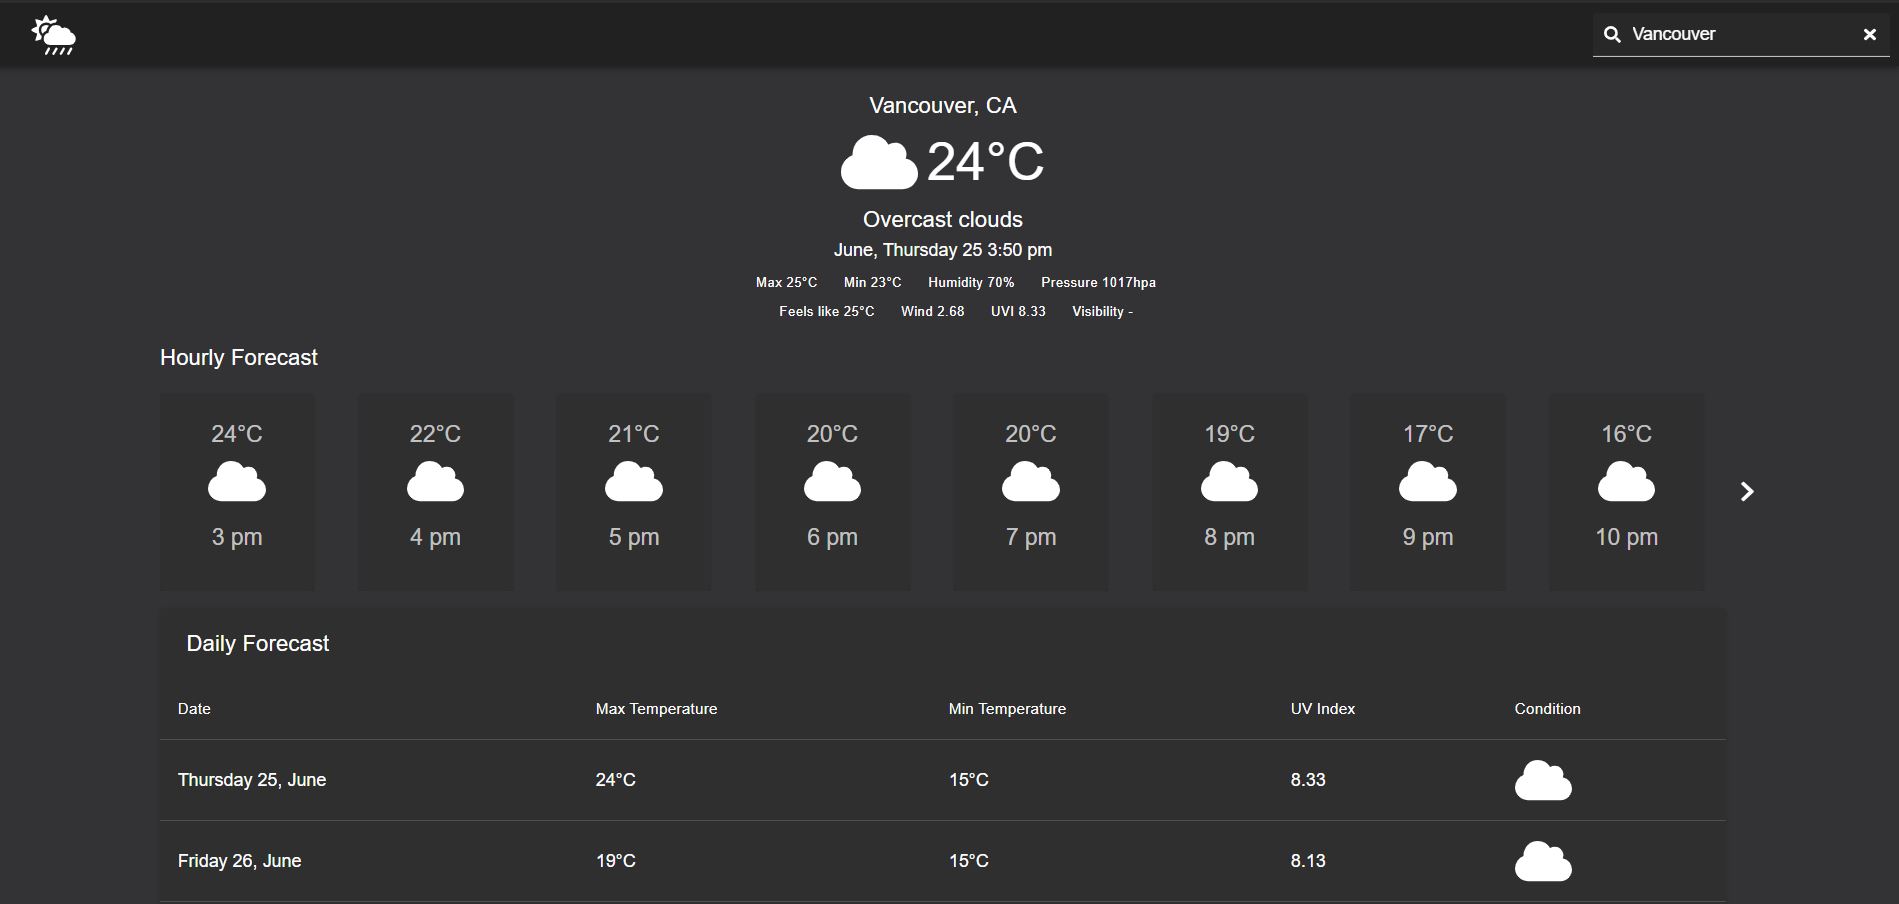 Vancouver
Vancouver, CA
24°C
Overcast clouds
June, Thursday 25 3:50 pm
Max 25°C Min 23°C Humidity 70% Pressure 1017hpa
Feels like 25°C Wind 2.68 UVI 8.33 Visibility -
Hourly Forecast
24°C 22°C 21°C 20°C 20°C 19°C 17°C 16°C
3 pm 4 pm 5 pm 6 pm 7 pm 8 pm 9 pm 10 pm
Daily Forecast
Date Max Temperature Min Temperature UV Index Condition
Thursday 25, June 24°C 15°C 8.33
Friday 26, June 19°C 15°C 8.13